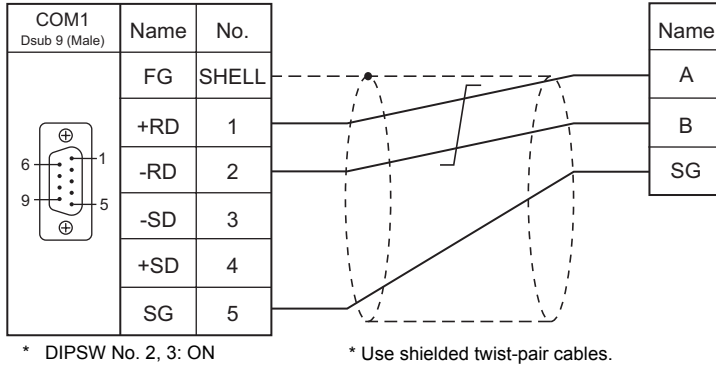 COM1
Dsub 9 (Male)
Name No.
FG SHELL
+RD 1
-RD 2
-SD 3
+SD 4
SG 5
6 1
9 5
Name
A
B
SG
* DIPSW No. 2, 3: ON
* Use shielded twist-pair cables.